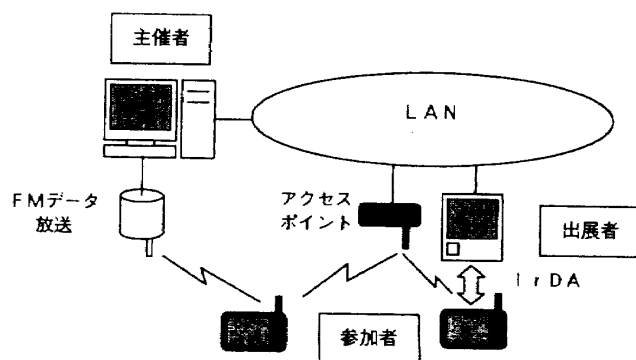 主催者
LAN
FMデータ
放送
アクセス
ポイント
出展者
IrDA
参加者